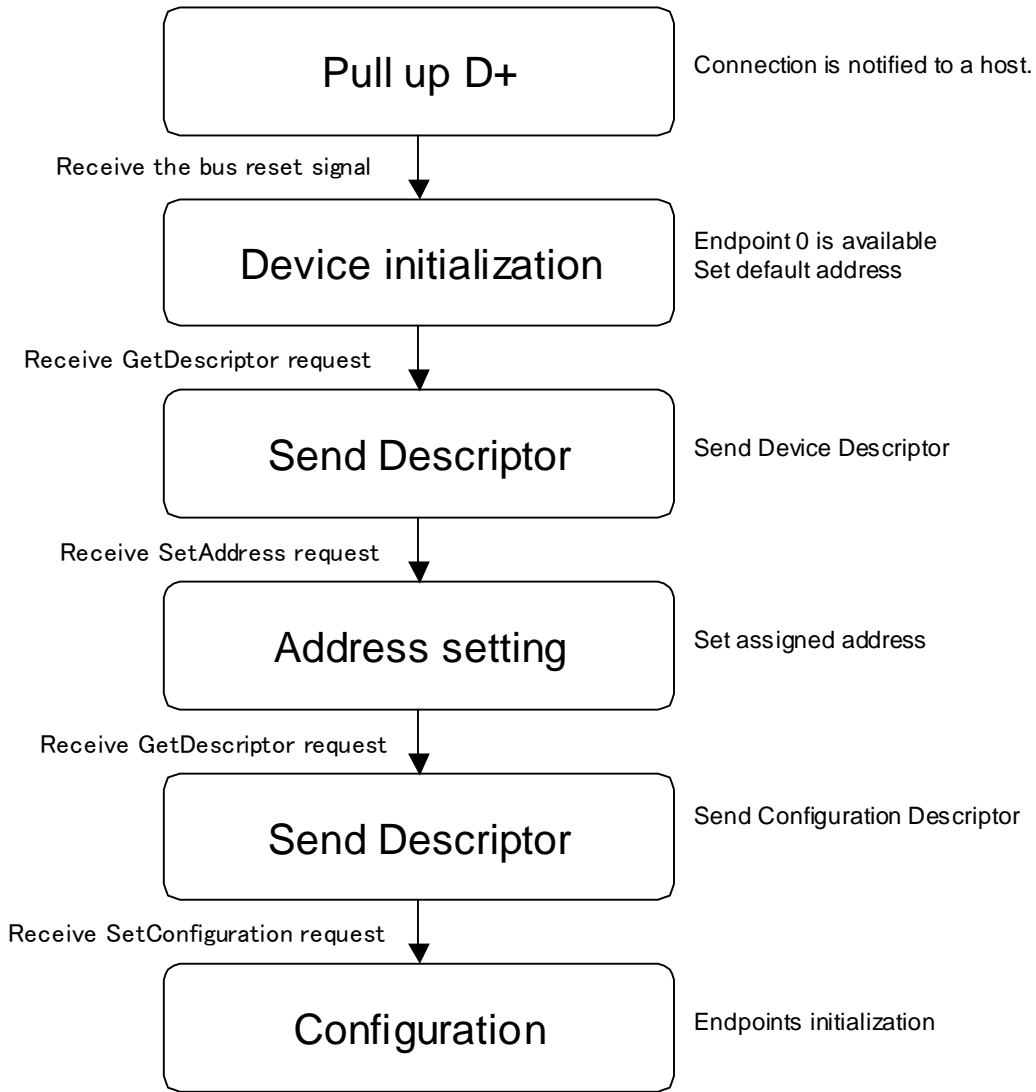 Pull up D+
Connection is notified to a host.
Receive the bus reset signal
Device initialization
Endpoint 0 is available
Set default address
Receive GetDescriptor request
Send Descriptor
Send Device Descriptor
Receive SetAddress request
Address setting
Set assigned address
Receive GetDescriptor request
Send Descriptor
Send Configuration Descriptor
Receive SetConfiguration request
Configuration
Endpoints initialization